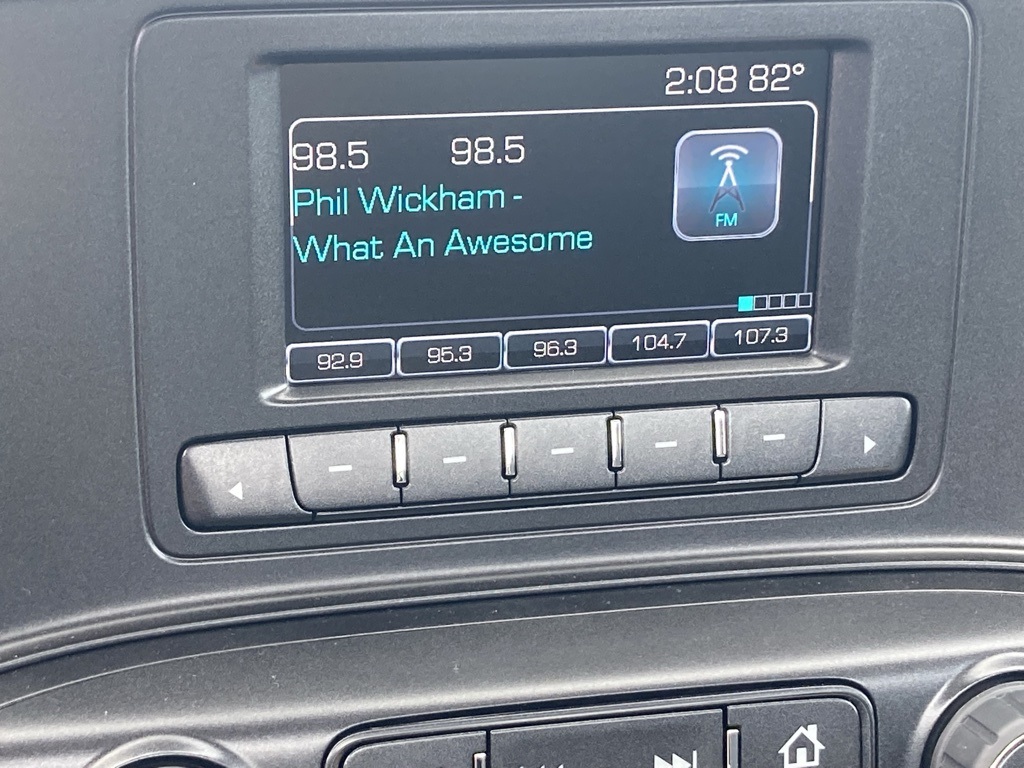 2:08 82°
98.5 98.5
Phil Wickham -
What An Awesome
FM
92.9 95.3 96.3 104.7 107.3